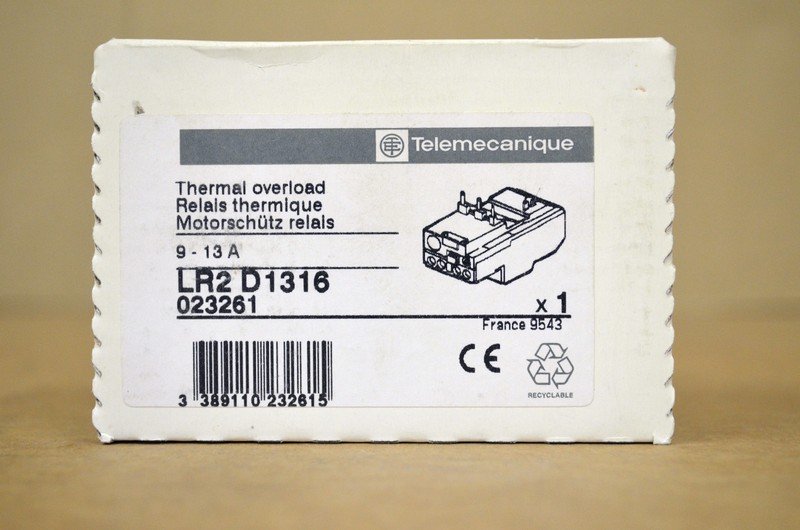 Telemecanique
Thermal overload
Relais thermique
Motorschütz relais
9 - 13 A
LR2 D1316
023261
x 1
France 9543
CE
3 389110 232615
RECYCLABLE